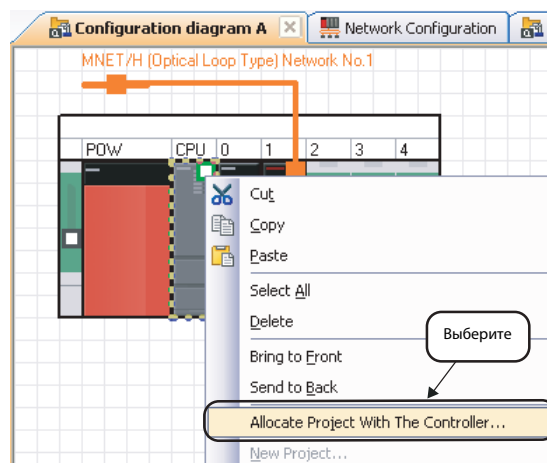 Configuration diagram A
Network Configuration
MNET/H (Optical Loop Type) Network No.1
POW CPU 0 1 2 3 4
Cut
Copy
Paste
Select All
Delete
Выберите
Bring to Front
Send to Back
Allocate Project With The Controller...
New Project...